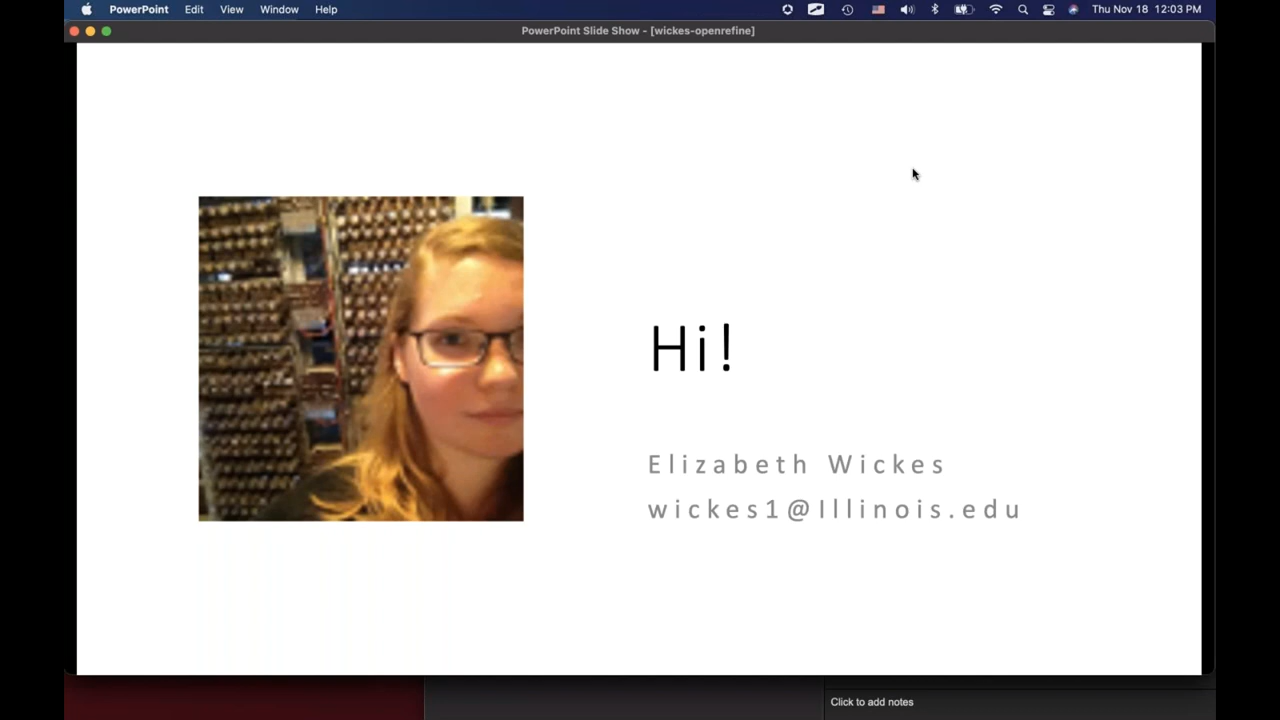 PowerPoint Edit View Window Help Thu Nov 18 12:03 PM
PowerPoint Slide Show - [wickes-openrefine]
Hi!
Elizabeth Wickes
wickes1@Illinois.edu
Click to add notes